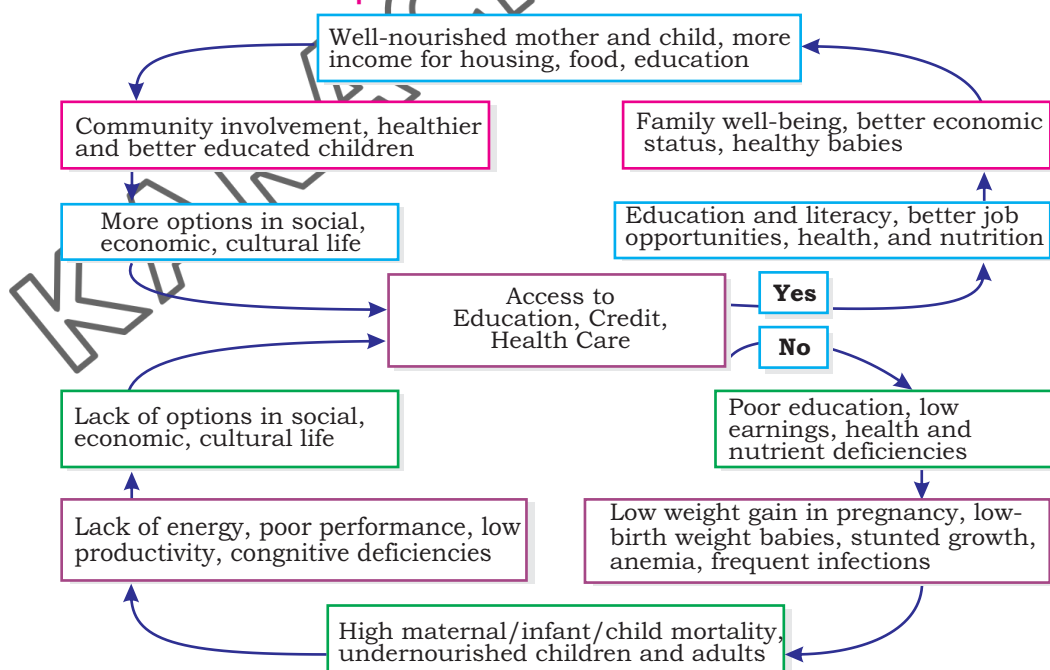 Well-nourished mother and child, more
income for housing, food, education
Community involvement, healthier
and better educated children
Family well-being, better economic
status, healthy babies
More options in social,
economic, cultural life
Education and literacy, better job
opportunities, health, and nutrition
Access to
Education, Credit,
Health Care
Yes
No
Lack of options in social,
economic, cultural life
Poor education, low
earnings, health and
nutrient deficiencies
Lack of energy, poor performance, low
productivity, congnitive deficiencies
Low weight gain in pregnancy, low-
birth weight babies, stunted growth,
anemia, frequent infections
High maternal/infant/child mortality,
undernourished children and adults